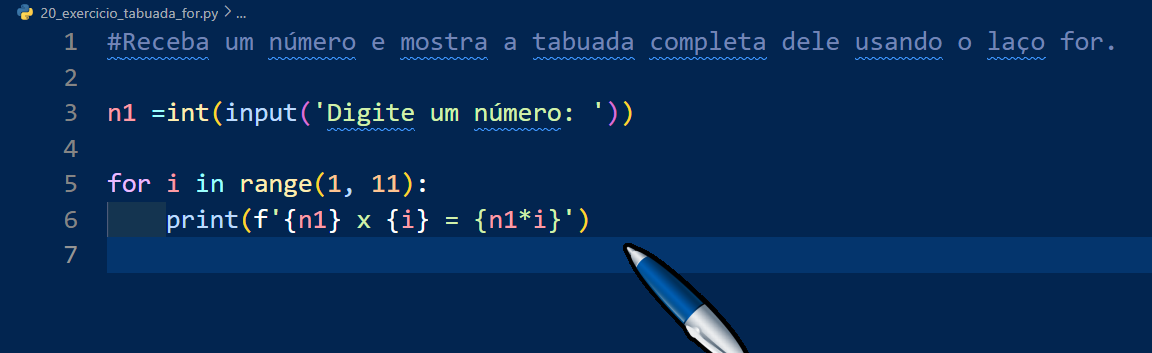 20_exercicio_tabuada_for.py > ...
1 #Receba um número e mostra a tabuada completa dele usando o laço for.
2
3 n1 =int(input('Digite um número: '))
4
5 for i in range(1, 11):
6     print(f'{n1} x {i} = {n1*i}')
7